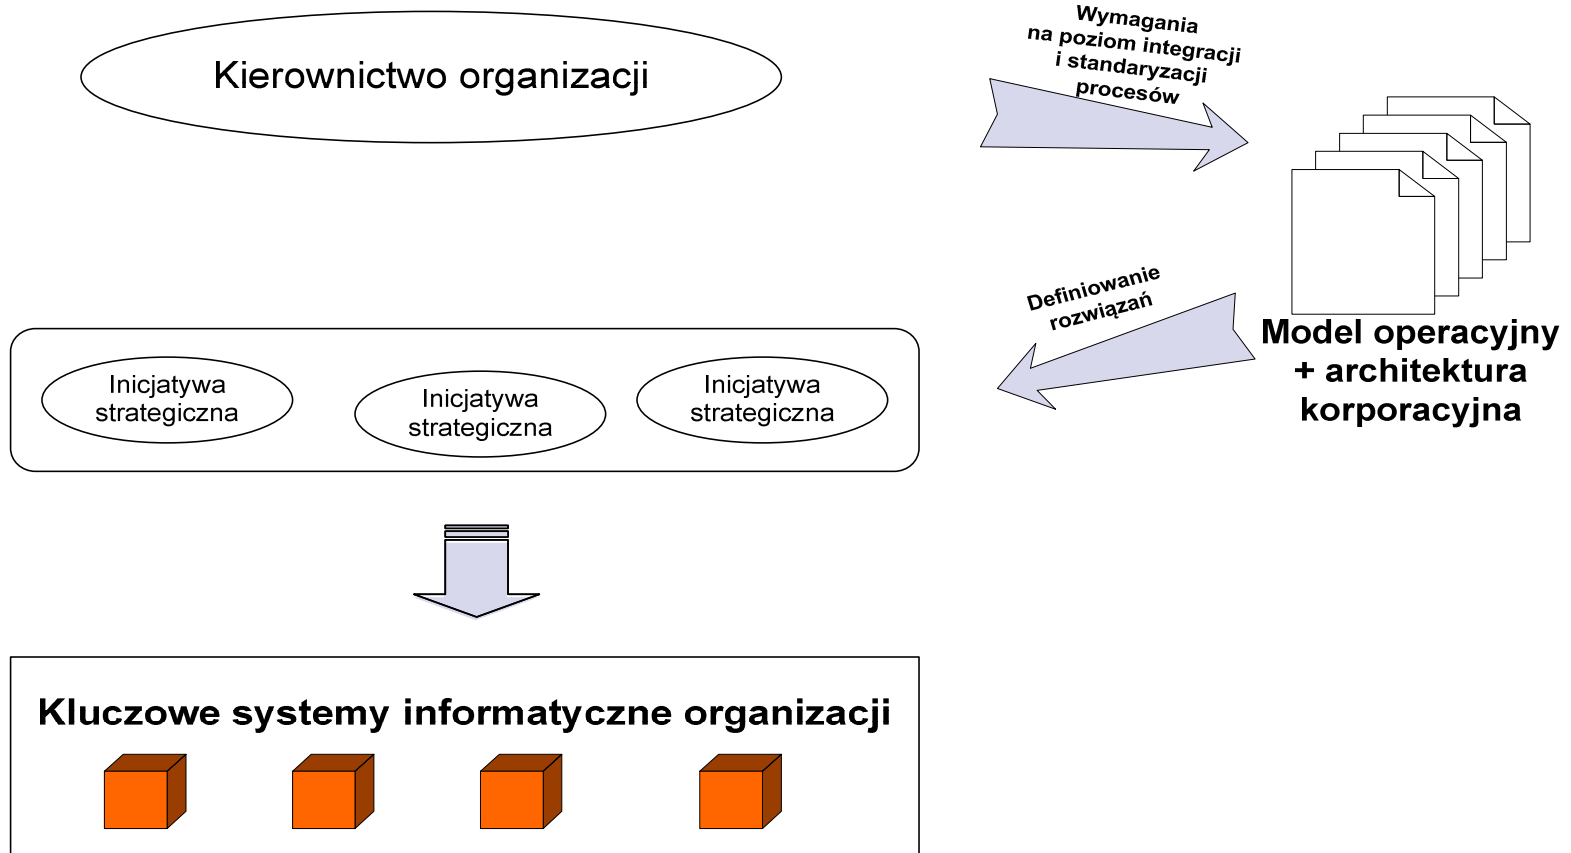 Kierownictwo organizacji
Wymagania
na poziom integracji
i standaryzacji
procesów
Definiowanie
rozwiązań
Model operacyjny
+ architektura
korporacyjna
Inicjatywa
strategiczna
Inicjatywa
strategiczna
Inicjatywa
strategiczna
Kluczowe systemy informatyczne organizacji